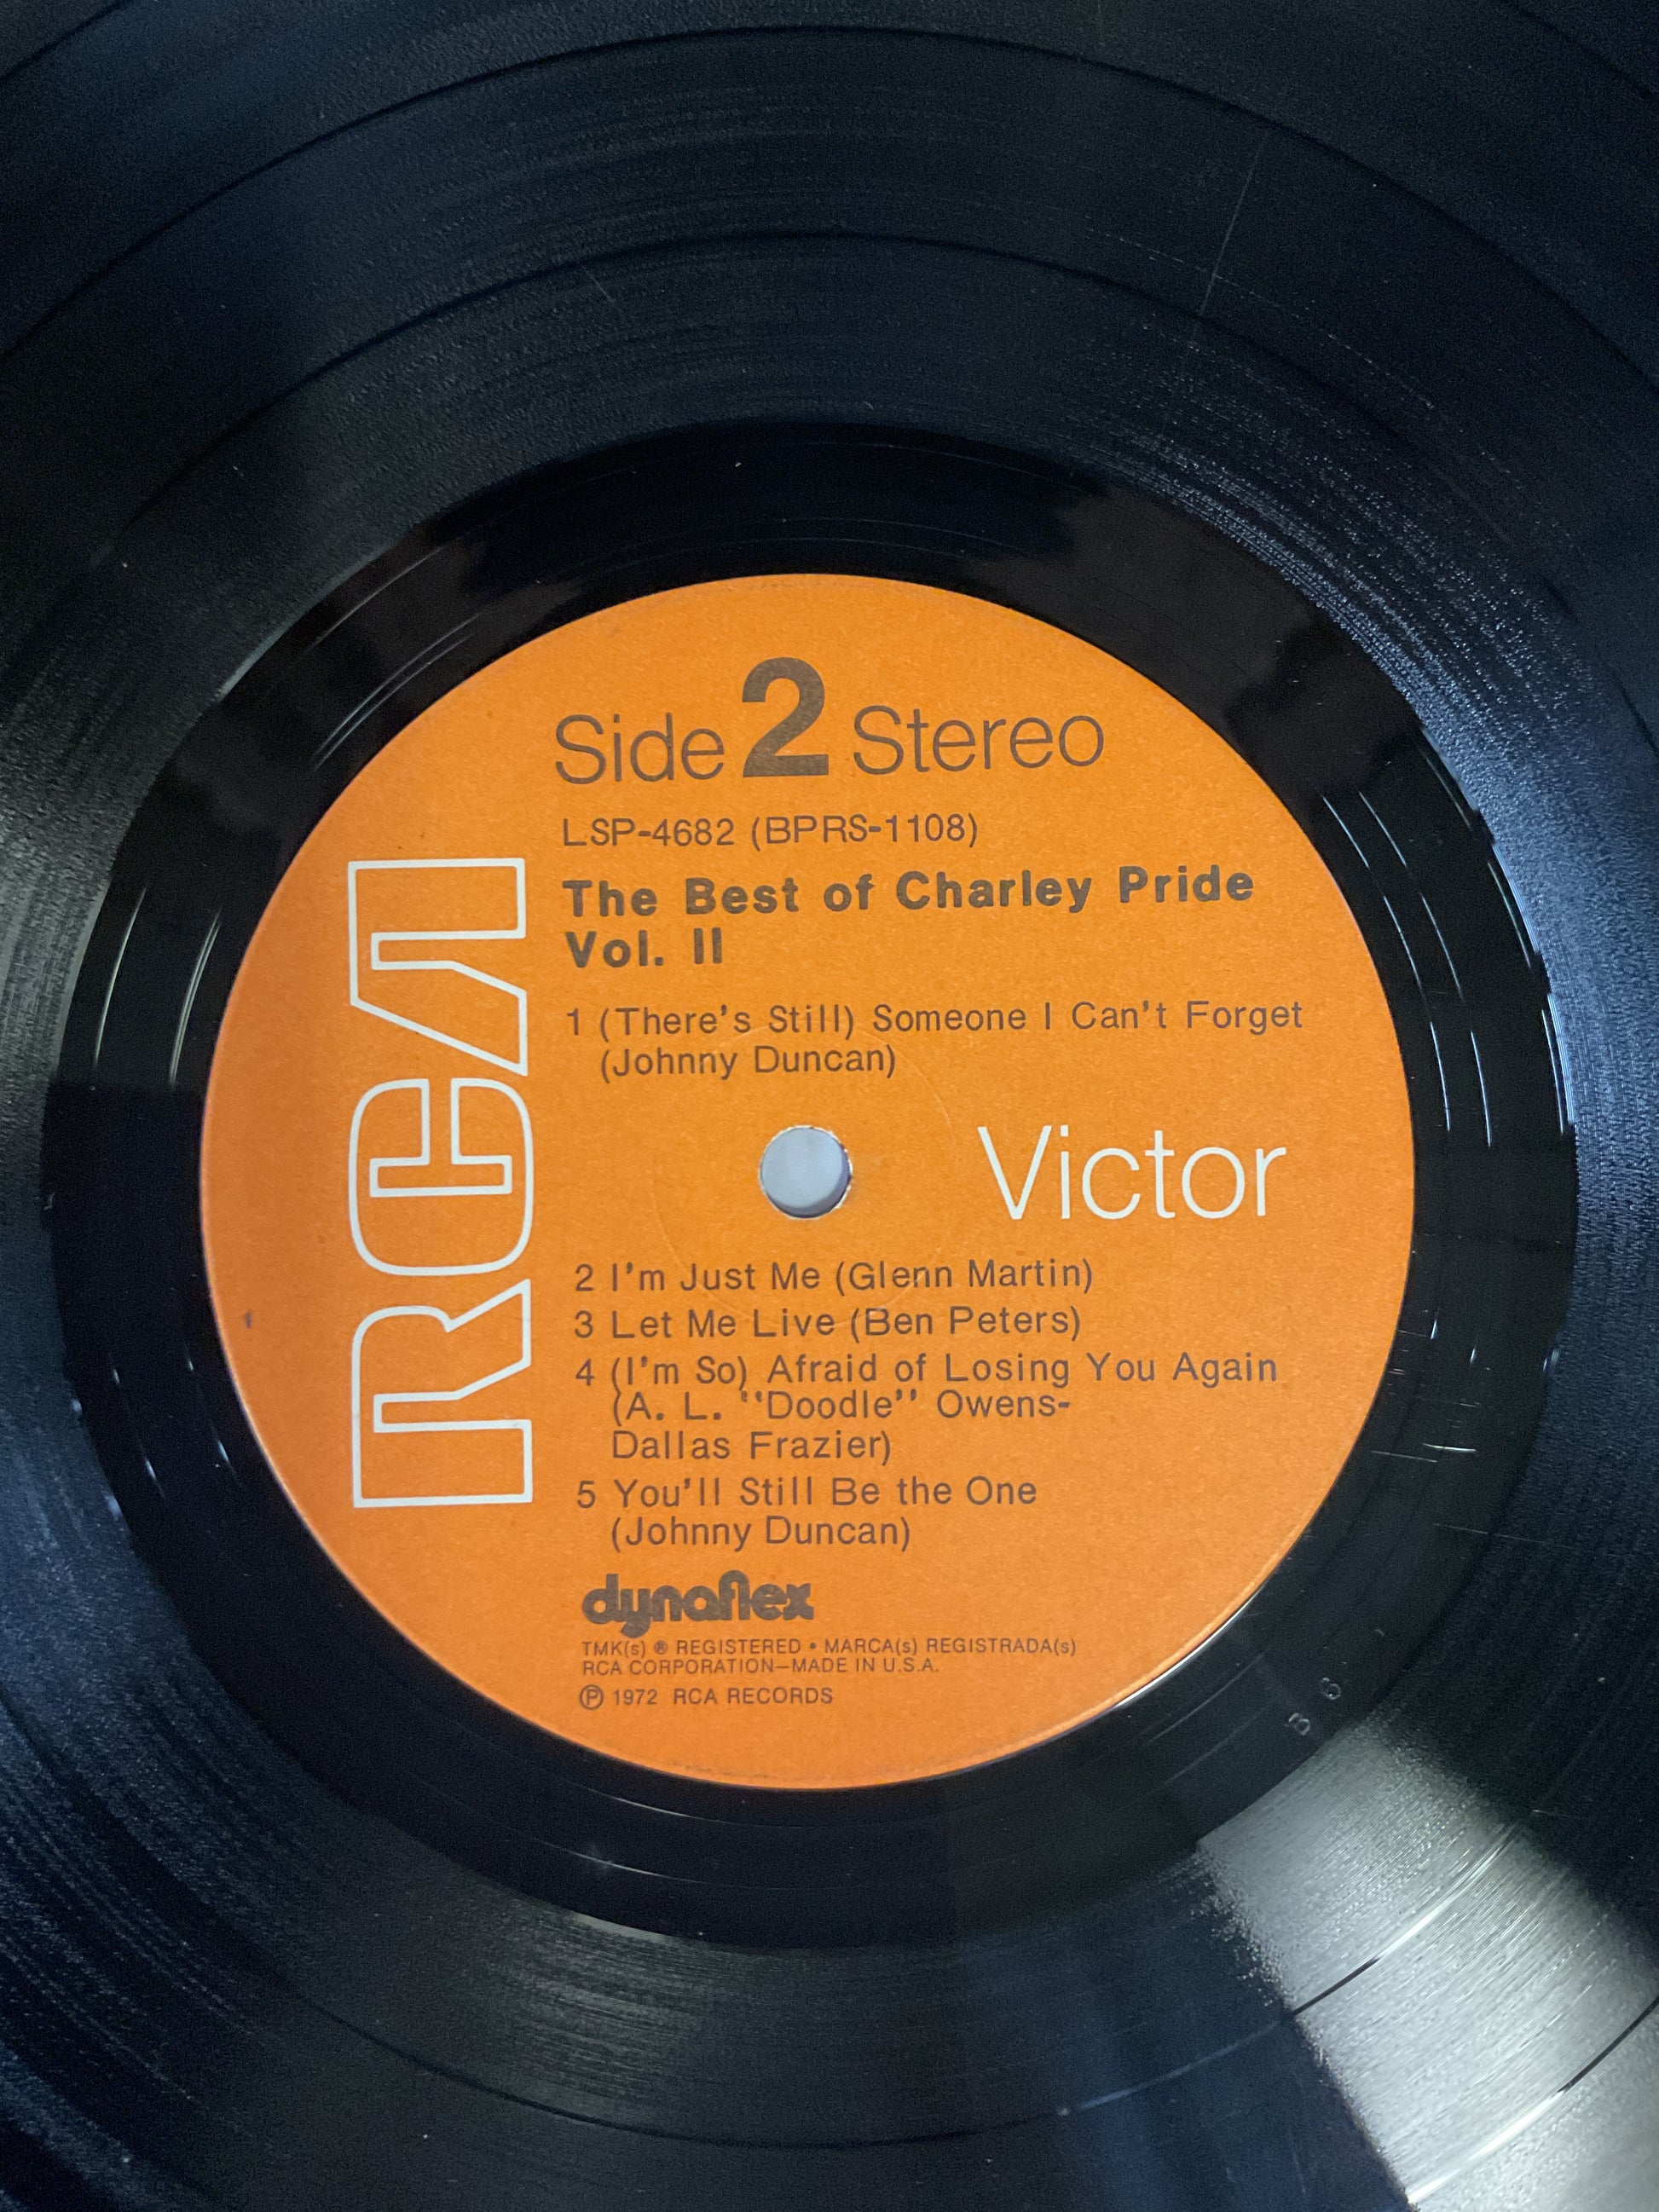 Side 2 Stereo
LSP-4682 (BPRS-1108)
The Best of Charley Pride
Vol. II
1 (There's Still) Someone I Can't Forget
(Johnny Duncan)
RCA
Victor
2 I'm Just Me (Glenn Martin)
3 Let Me Live (Ben Peters)
4 (I'm So) Afraid of Losing You Again
(A. L. "Doodle" Owens-
Dallas Frazier)
5 You'll Still Be the One
(Johnny Duncan)
dynaflex
TMK(s) ® REGISTERED • MARCA(s) REGISTRADA(s)
RCA CORPORATION—MADE IN U.S.A.
℗ 1972 RCA RECORDS